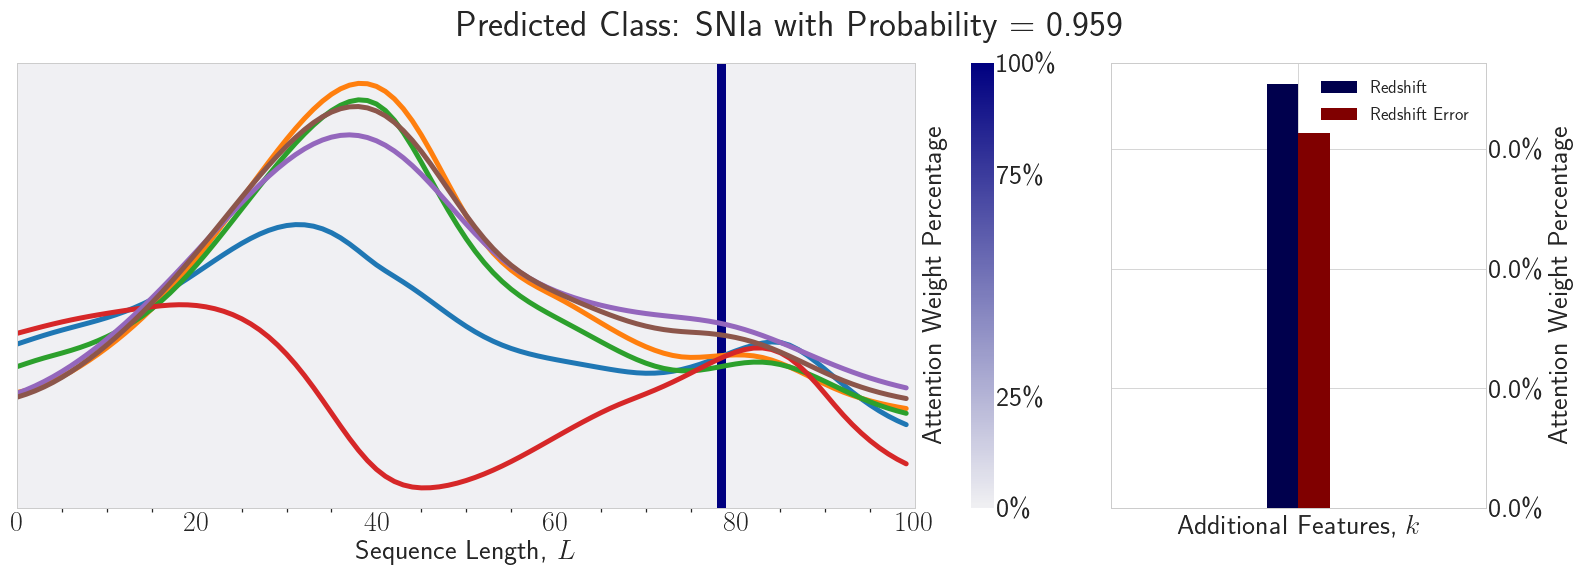 Predicted Class: SNIa with Probability = 0.959
0 20 40 60 80 100
Sequence Length, L
Attention Weight Percentage
100%
75%
25%
0%
Redshift
Redshift Error
0.0%
0.0%
0.0%
0.0%
Attention Weight Percentage
Additional Features, k